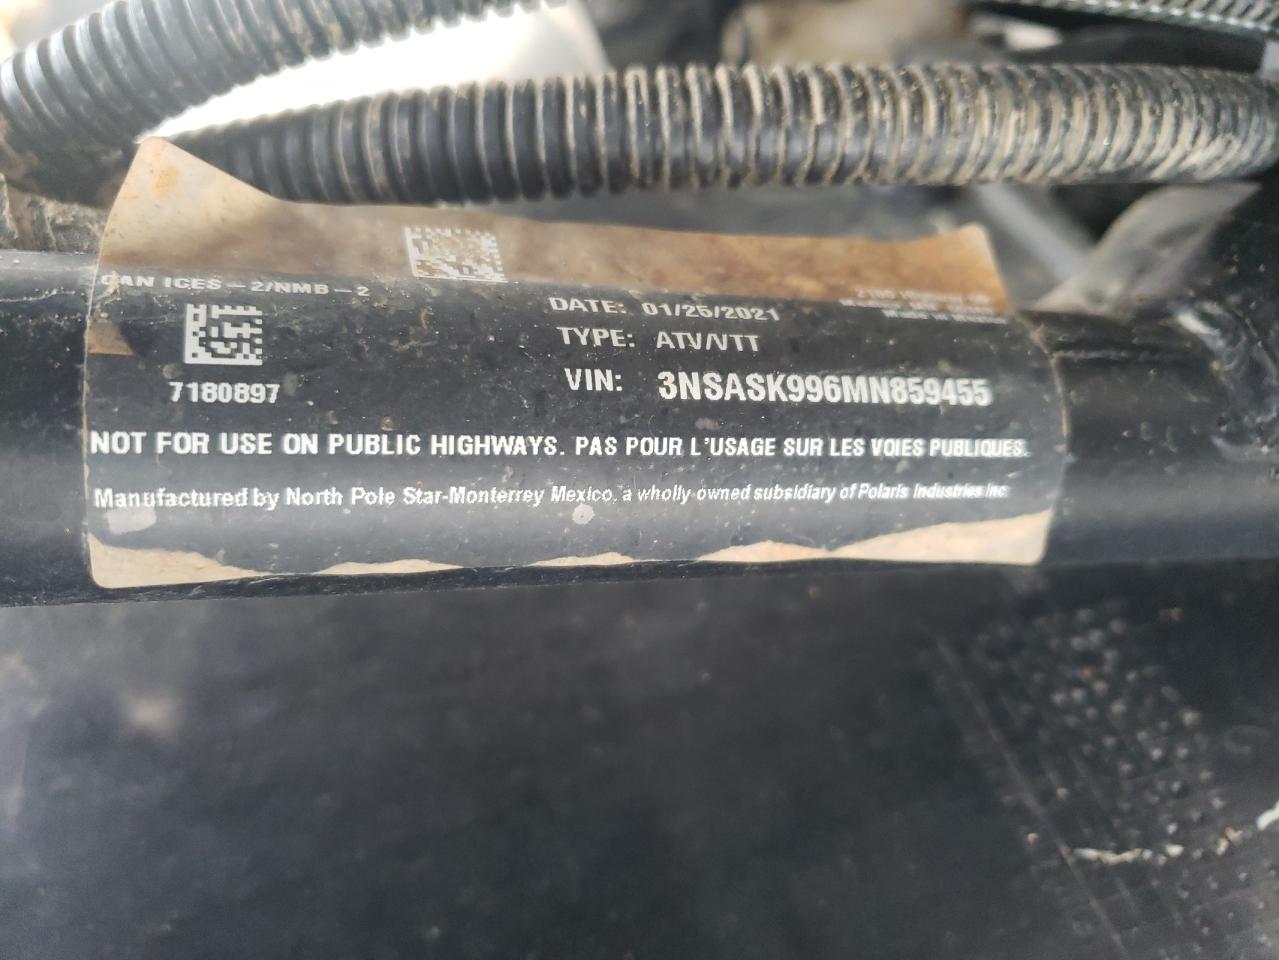 CAN ICES-2/NMB-2
7180897
DATE: 01/25/2021
TYPE: ATV/VTT
VIN: 3NSASK996MN859455
NOT FOR USE ON PUBLIC HIGHWAYS. PAS POUR L'USAGE SUR LES VOIES PUBLIQUES.
Manufactured by North Pole Star-Monterrey Mexico, a wholly owned subsidiary of Polaris Industries Inc